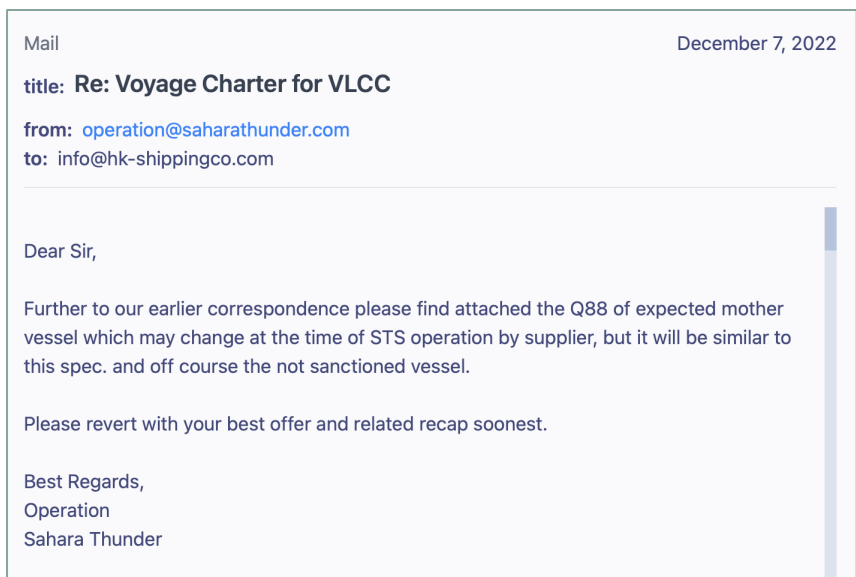 Mail
December 7, 2022
title: Re: Voyage Charter for VLCC
from: operation@saharathunder.com
to: info@hk-shippingco.com
Dear Sir,
Further to our earlier correspondence please find attached the Q88 of expected mother
vessel which may change at the time of STS operation by supplier, but it will be similar to
this spec. and off course the not sanctioned vessel.
Please revert with your best offer and related recap soonest.
Best Regards,
Operation
Sahara Thunder